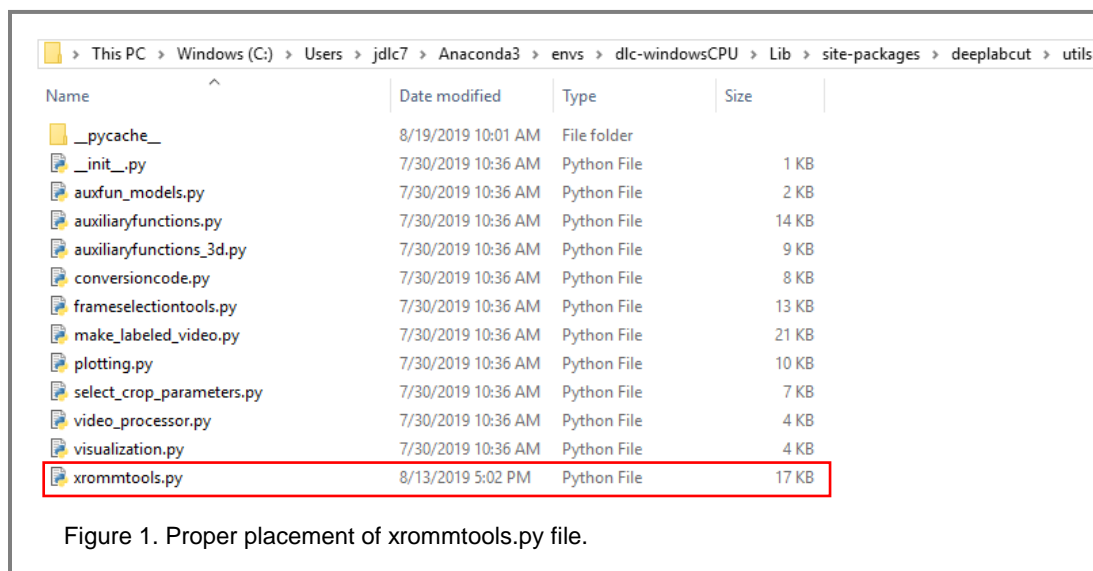 This PC > Windows (C:) > Users > jdlc7 > Anaconda3 > envs > dlc-windowsCPU > Lib > site-packages > deeplabcut > utils
Name Date modified Type Size
__pycache__ 8/19/2019 10:01 AM File folder
__init__.py 7/30/2019 10:36 AM Python File 1 KB
auxfun_models.py 7/30/2019 10:36 AM Python File 2 KB
auxiliaryfunctions.py 7/30/2019 10:36 AM Python File 14 KB
auxiliaryfunctions_3d.py 7/30/2019 10:36 AM Python File 9 KB
conversioncode.py 7/30/2019 10:36 AM Python File 8 KB
frameselectiontools.py 7/30/2019 10:36 AM Python File 13 KB
make_labeled_video.py 7/30/2019 10:36 AM Python File 21 KB
plotting.py 7/30/2019 10:36 AM Python File 10 KB
select_crop_parameters.py 7/30/2019 10:36 AM Python File 7 KB
video_processor.py 7/30/2019 10:36 AM Python File 4 KB
visualization.py 7/30/2019 10:36 AM Python File 4 KB
xrommtools.py 8/13/2019 5:02 PM Python File 17 KB
Figure 1. Proper placement of xrommtools.py file.